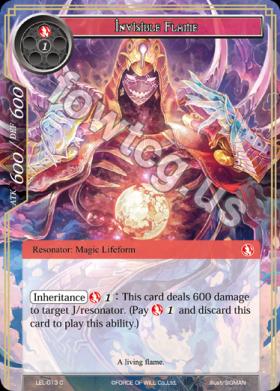 Invisible Flame
1
ATK 600 / DEF 600
fowtcg.us
Resonator: Magic Lifeform
Inheritance 1 : This card deals 600 damage
to target J/resonator. (Pay 1 and discard
this card to play this ability.)
A living flame.
LEL-013 C
©FORCE OF WILL Co.,Ltd.
Illust/SIGMAN